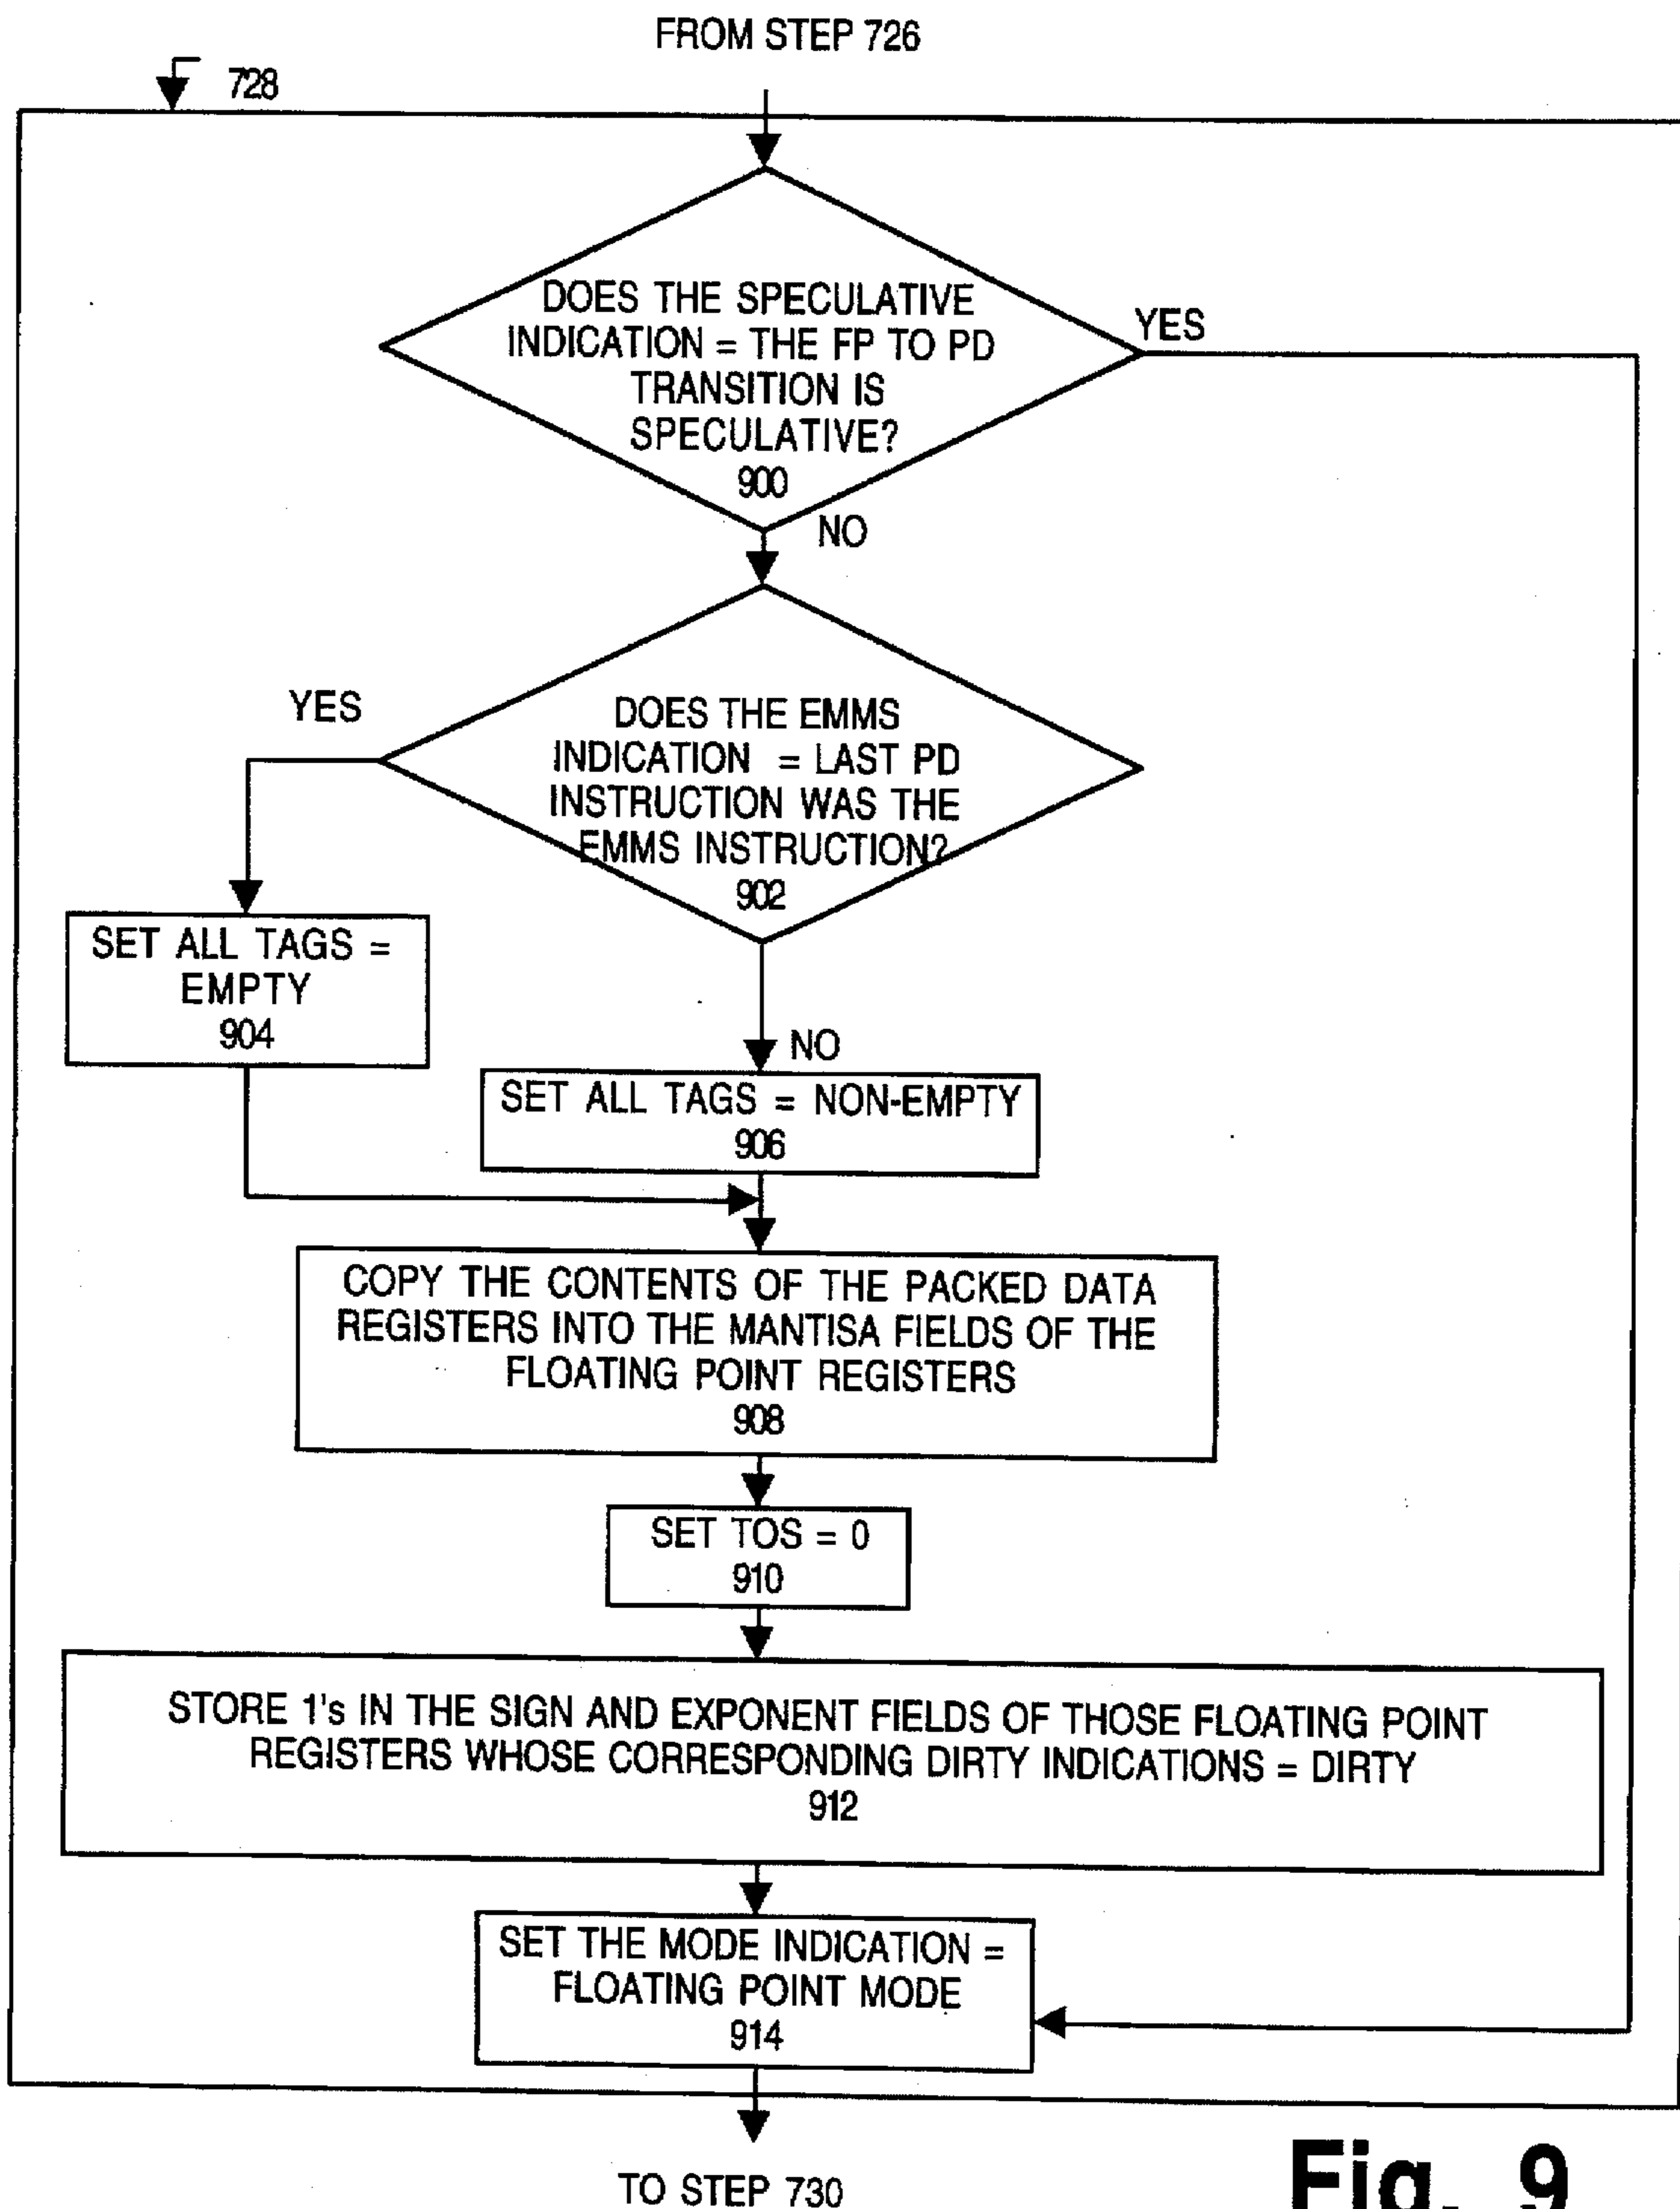 FROM STEP 726
728
DOES THE SPECULATIVE
INDICATION = THE FP TO PD
TRANSITION IS
SPECULATIVE?
900
YES
NO
DOES THE EMMS
INDICATION = LAST PD
INSTRUCTION WAS THE
EMMS INSTRUCTION?
902
YES
SET ALL TAGS =
EMPTY
904
NO
SET ALL TAGS = NON-EMPTY
906
COPY THE CONTENTS OF THE PACKED DATA
REGISTERS INTO THE MANTISA FIELDS OF THE
FLOATING POINT REGISTERS
908
SET TOS = 0
910
STORE 1's IN THE SIGN AND EXPONENT FIELDS OF THOSE FLOATING POINT
REGISTERS WHOSE CORRESPONDING DIRTY INDICATIONS = DIRTY
912
SET THE MODE INDICATION =
FLOATING POINT MODE
914
TO STEP 730
Fig. 9